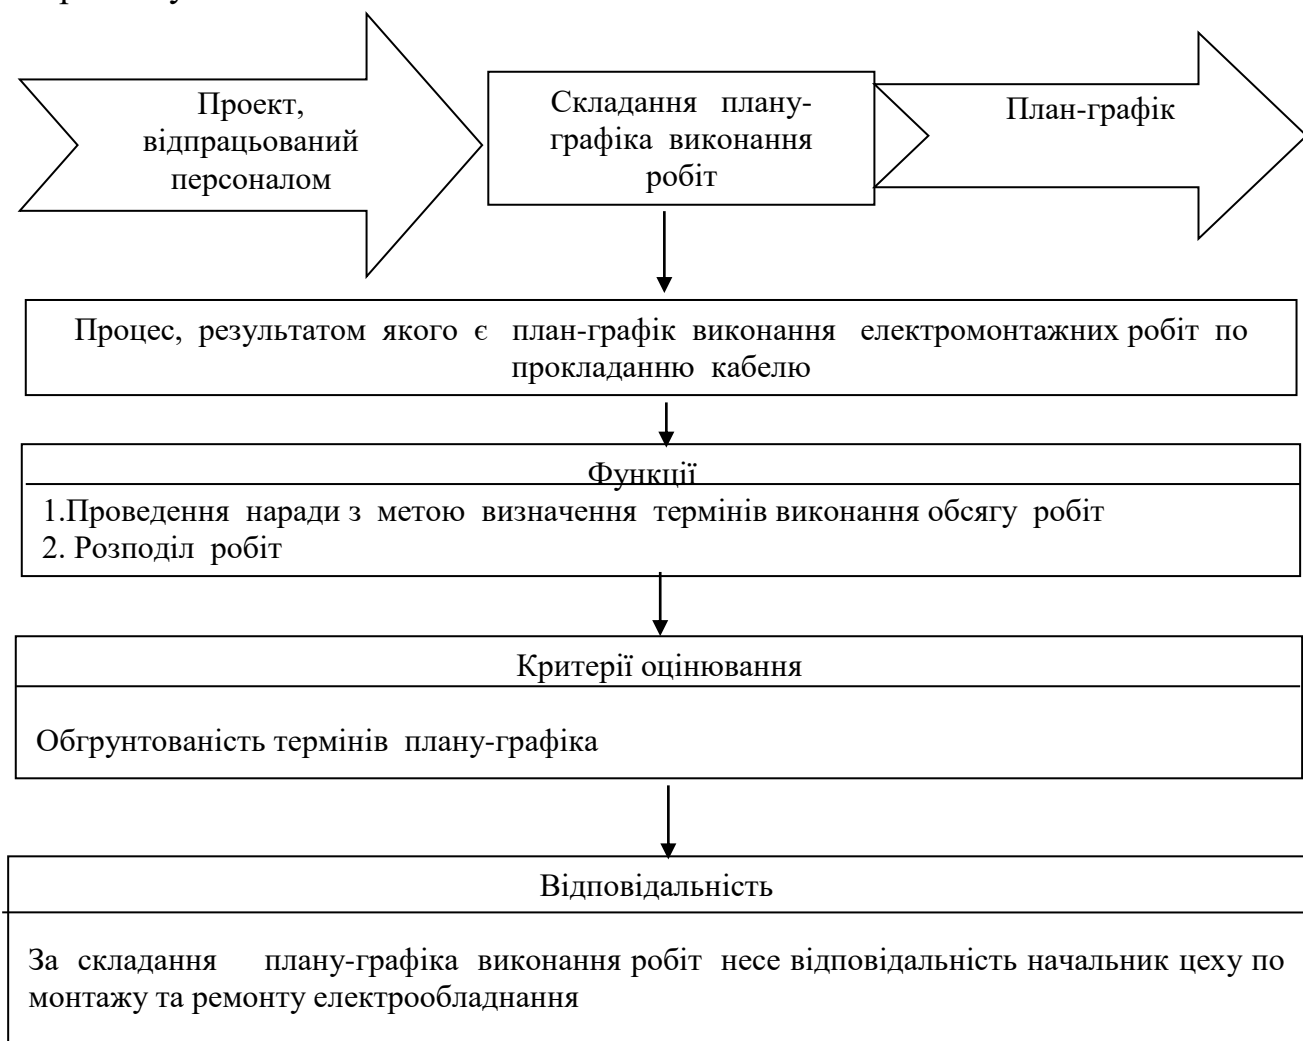 Проект,
відпрацьований
персоналом
Складання плану-
графіка виконання
робіт
План-графік
Процес, результатом якого є план-графік виконання електромонтажних робіт по
прокладанню кабелю
Функції
1.Проведення наради з метою визначення термінів виконання обсягу робіт
2. Розподіл робіт
Критерії оцінювання
Обгрунтованість термінів плану-графіка
Відповідальність
За складання плану-графіка виконання робіт несе відповідальність начальник цеху по
монтажу та ремонту електрообладнання